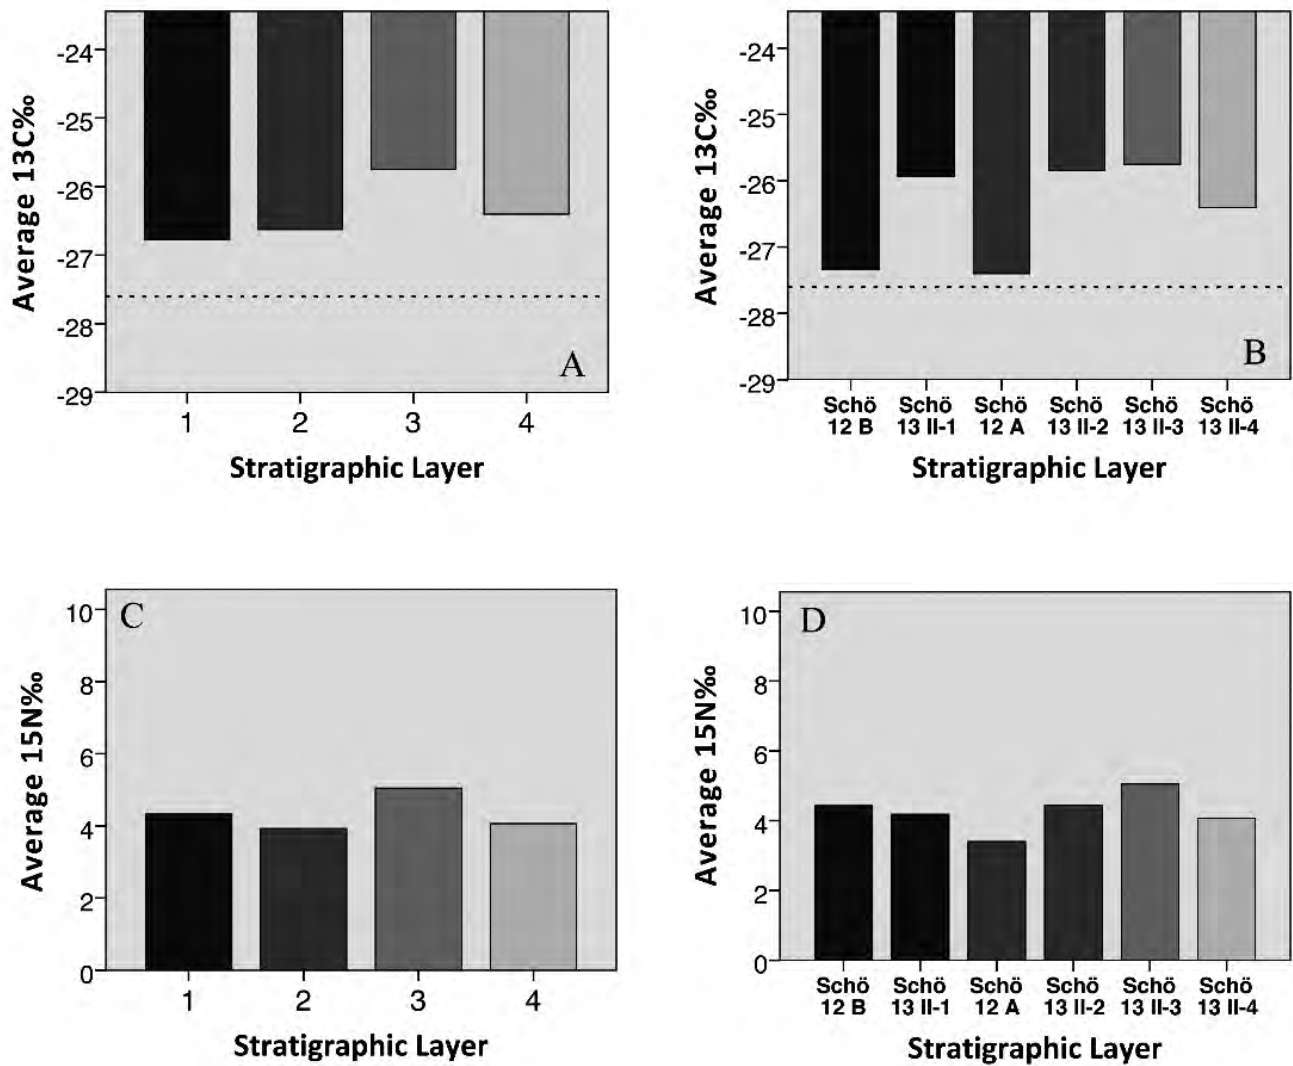 Average 13C‰
-24
-25
-26
-27
-28
-29
A
1 2 3 4
Stratigraphic Layer
Average 13C‰
-24
-25
-26
-27
-28
-29
B
Schö Schö Schö Schö Schö Schö
12 B 13 II-1 12 A 13 II-2 13 II-3 13 II-4
Stratigraphic Layer
Average 15N‰
C
10
8
6
4
2
0
1 2 3 4
Stratigraphic Layer
Average 15N‰
D
10
8
6
4
2
0
Schö Schö Schö Schö Schö Schö
12 B 13 II-1 12 A 13 II-2 13 II-3 13 II-4
Stratigraphic Layer